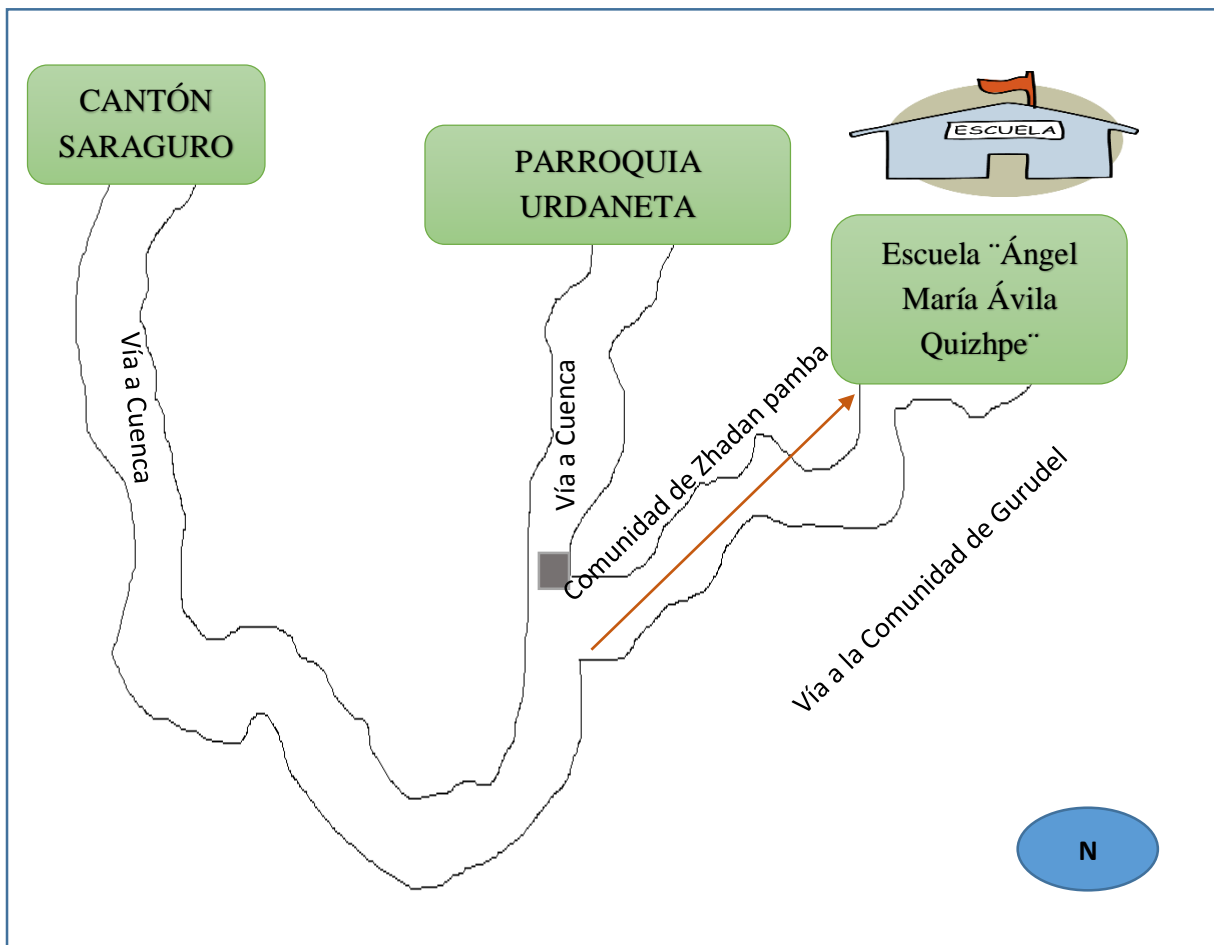 CANTÓN
SARAGURO
PARROQUIA
URDANETA
ESCUELA
Escuela ¨Ángel
María Ávila
Quizhpe¨
Vía a Cuenca
Vía a Cuenca
Comunidad de Zhadan pamba
Vía a la Comunidad de Gurudel
N